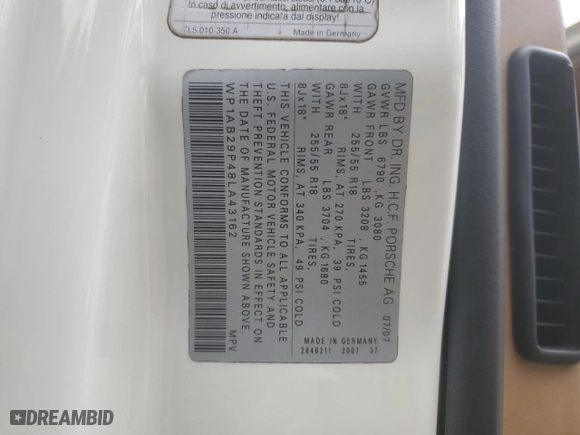 In caso di avvertimento, alimentare con la
pressione indicata dal display!
7L5 010 350 A Made in Germany
MFD BY DR. ING. H.C.F. PORSCHE AG 07/07
GVWR LBS 6790 ,KG 3080
GAWR FRONT LBS 3208 , KG1455
WITH 255/55 R18 TIRES,
8Jx18" RIMS, AT 270 KPA, 39 PSI COLD
GAWR REAR LBS 3704 , KG1680
WITH 255/55 R18 TIRES,
8Jx18" RIMS, AT 340 KPA, 49 PSI COLD
THIS VEHICLE CONFORMS TO ALL APPLICABLE
U.S. FEDERAL MOTOR VEHICLE SAFETY AND
THEFT PREVENTION STANDARDS IN EFFECT ON
THE DATE OF MANUFACTURE SHOWN ABOVE.
WP1AB29P48LA43162 MPV
MADE IN GERMANY
2848211 2007 37
DREAMBID